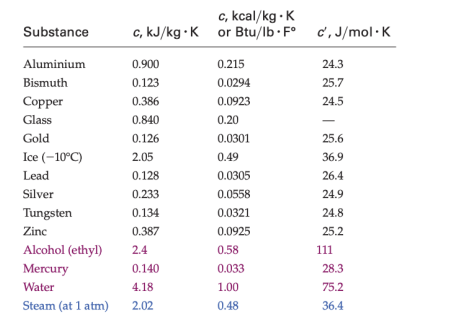 c, kcal/kg · K
Substance c, kJ/kg · K or Btu/lb · F° c′, J/mol · K
Aluminium 0.900 0.215 24.3
Bismuth 0.123 0.0294 25.7
Copper 0.386 0.0923 24.5
Glass 0.840 0.20 —
Gold 0.126 0.0301 25.6
Ice (−10°C) 2.05 0.49 36.9
Lead 0.128 0.0305 26.4
Silver 0.233 0.0558 24.9
Tungsten 0.134 0.0321 24.8
Zinc 0.387 0.0925 25.2
Alcohol (ethyl) 2.4 0.58 111
Mercury 0.140 0.033 28.3
Water 4.18 1.00 75.2
Steam (at 1 atm) 2.02 0.48 36.4